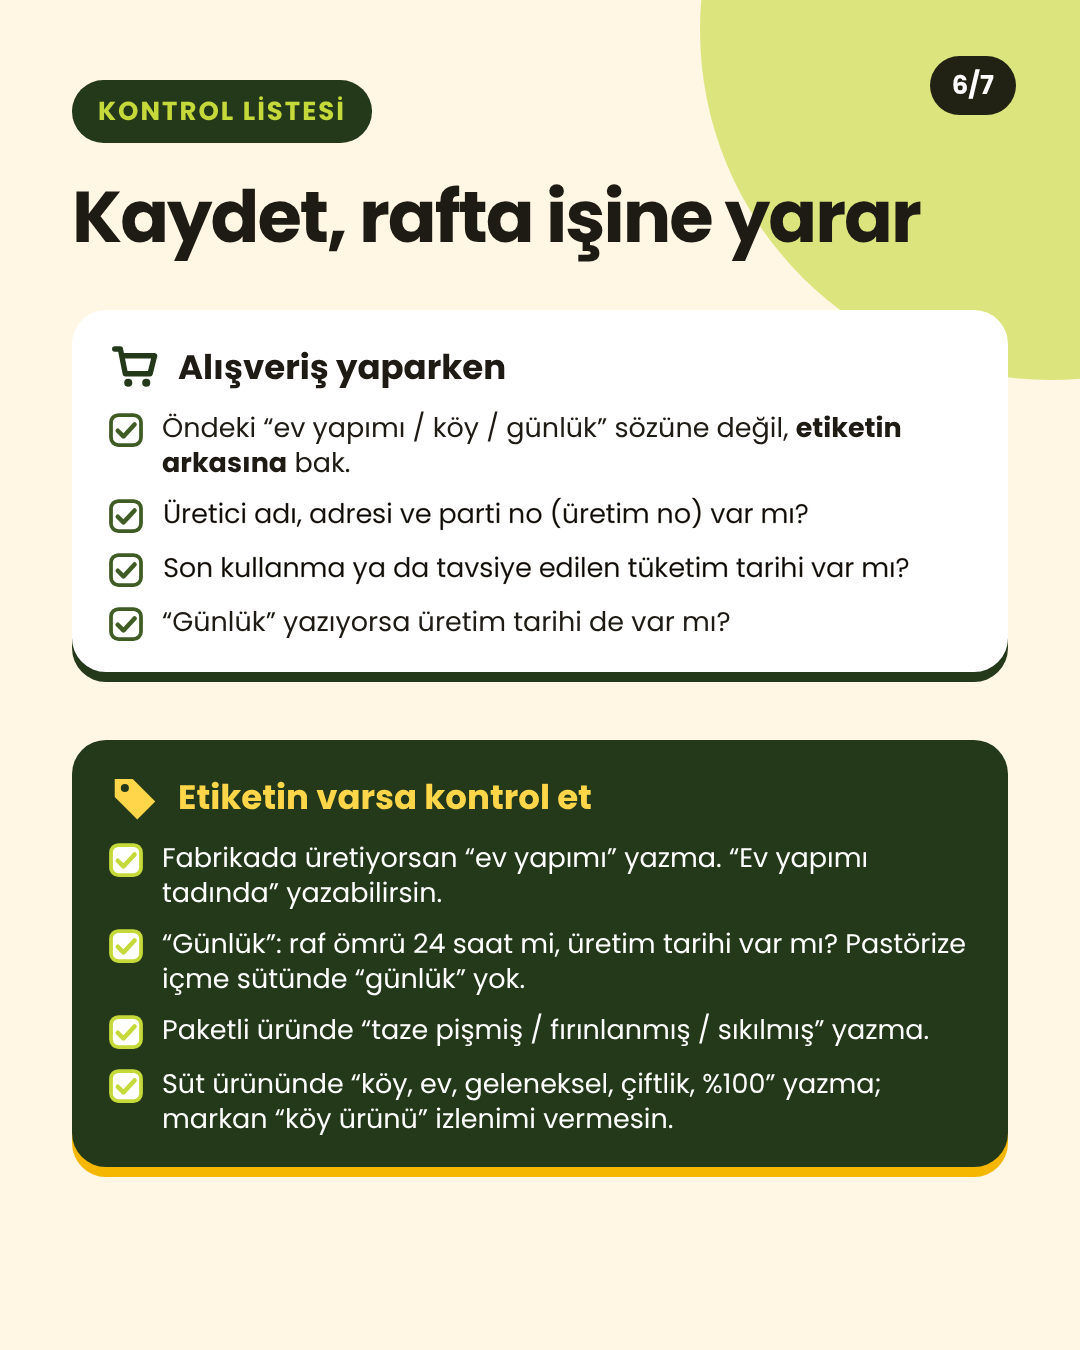 KONTROL LİSTESİ
6/7
Kaydet, rafta işine yarar
Alışveriş yaparken
Öndeki “ev yapımı / köy / günlük” sözüne değil, etiketin
arkasına bak.
Üretici adı, adresi ve parti no (üretim no) var mı?
Son kullanma ya da tavsiye edilen tüketim tarihi var mı?
“Günlük” yazıyorsa üretim tarihi de var mı?
Etiketin varsa kontrol et
Fabrikada üretiyorsan “ev yapımı” yazma. “Ev yapımı
tadında” yazabilirsin.
“Günlük”: raf ömrü 24 saat mi, üretim tarihi var mı? Pastörize
içme sütünde “günlük” yok.
Paketli üründe “taze pişmiş / fırınlanmış / sıkılmış” yazma.
Süt ürününde “köy, ev, geleneksel, çiftlik, %100” yazma;
markan “köy ürünü” izlenimi vermesin.